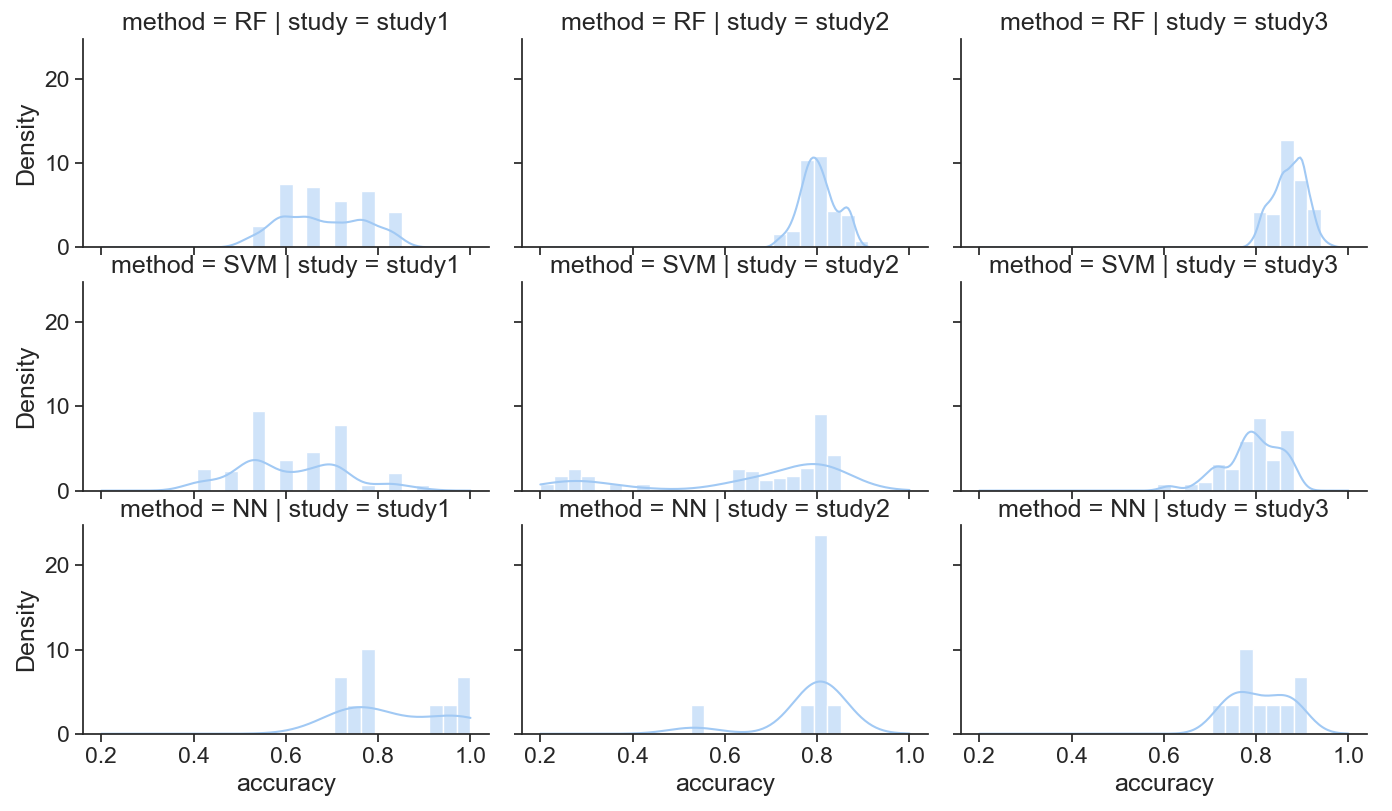 method = RF | study = study1
method = RF | study = study2
method = RF | study = study3
20
10
0
Density
method = SVM | study = study1
method = SVM | study = study2
method = SVM | study = study3
20
10
0
Density
method = NN | study = study1
method = NN | study = study2
method = NN | study = study3
20
10
0
Density
0.2 0.4 0.6 0.8 1.0
0.2 0.4 0.6 0.8 1.0
0.2 0.4 0.6 0.8 1.0
accuracy
accuracy
accuracy